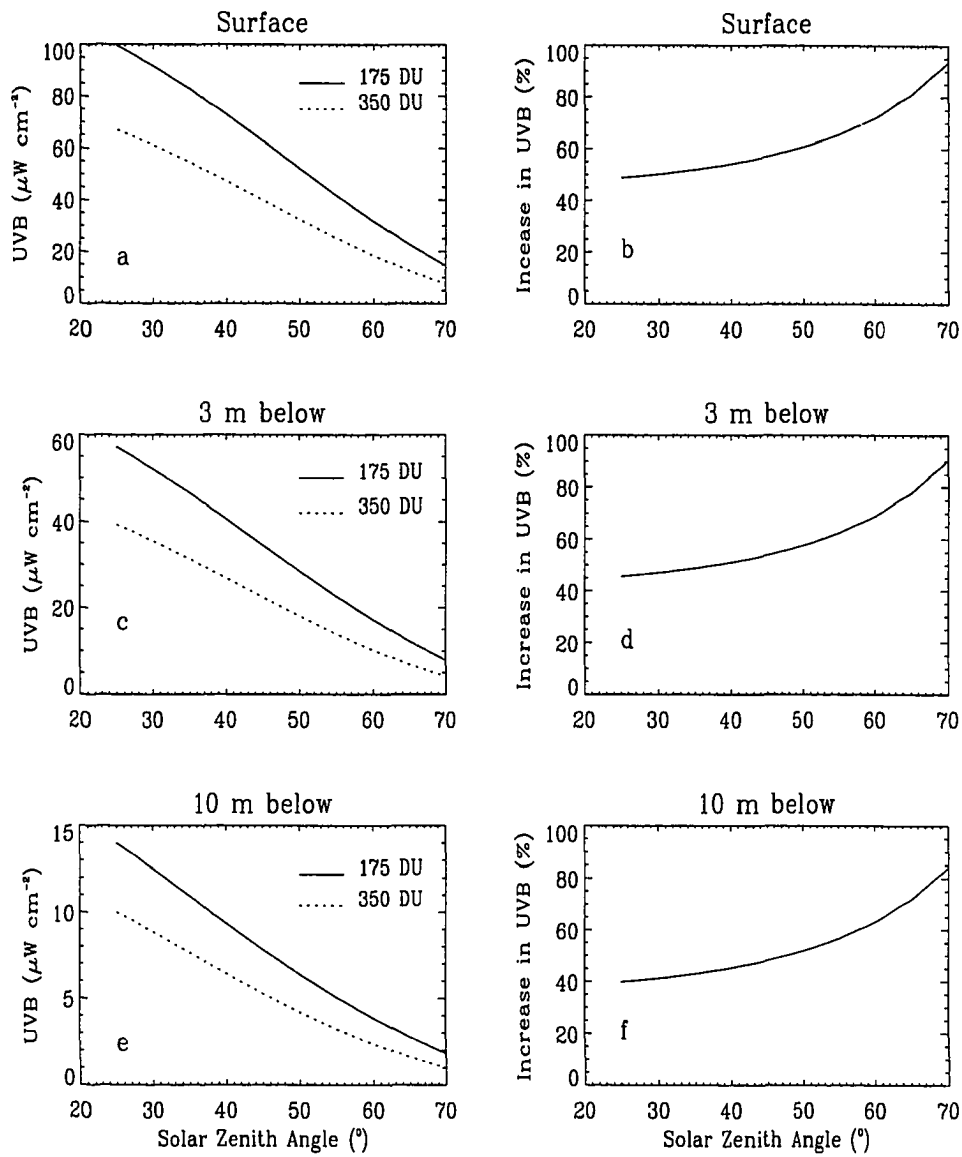 Surface
UVB (μW cm⁻²)
100
80
60
40
20
0
175 DU
350 DU
a
20 30 40 50 60 70
Surface
Incease in UVB (%)
100
80
60
40
20
0
b
20 30 40 50 60 70
3 m below
UVB (μW cm⁻²)
60
40
20
0
175 DU
350 DU
c
20 30 40 50 60 70
3 m below
Increase in UVB (%)
100
80
60
40
20
0
d
20 30 40 50 60 70
10 m below
UVB (μW cm⁻²)
15
10
5
0
175 DU
350 DU
e
20 30 40 50 60 70
Solar Zenith Angle (°)
10 m below
Increase in UVB (%)
100
80
60
40
20
0
f
20 30 40 50 60 70
Solar Zenith Angle (°)